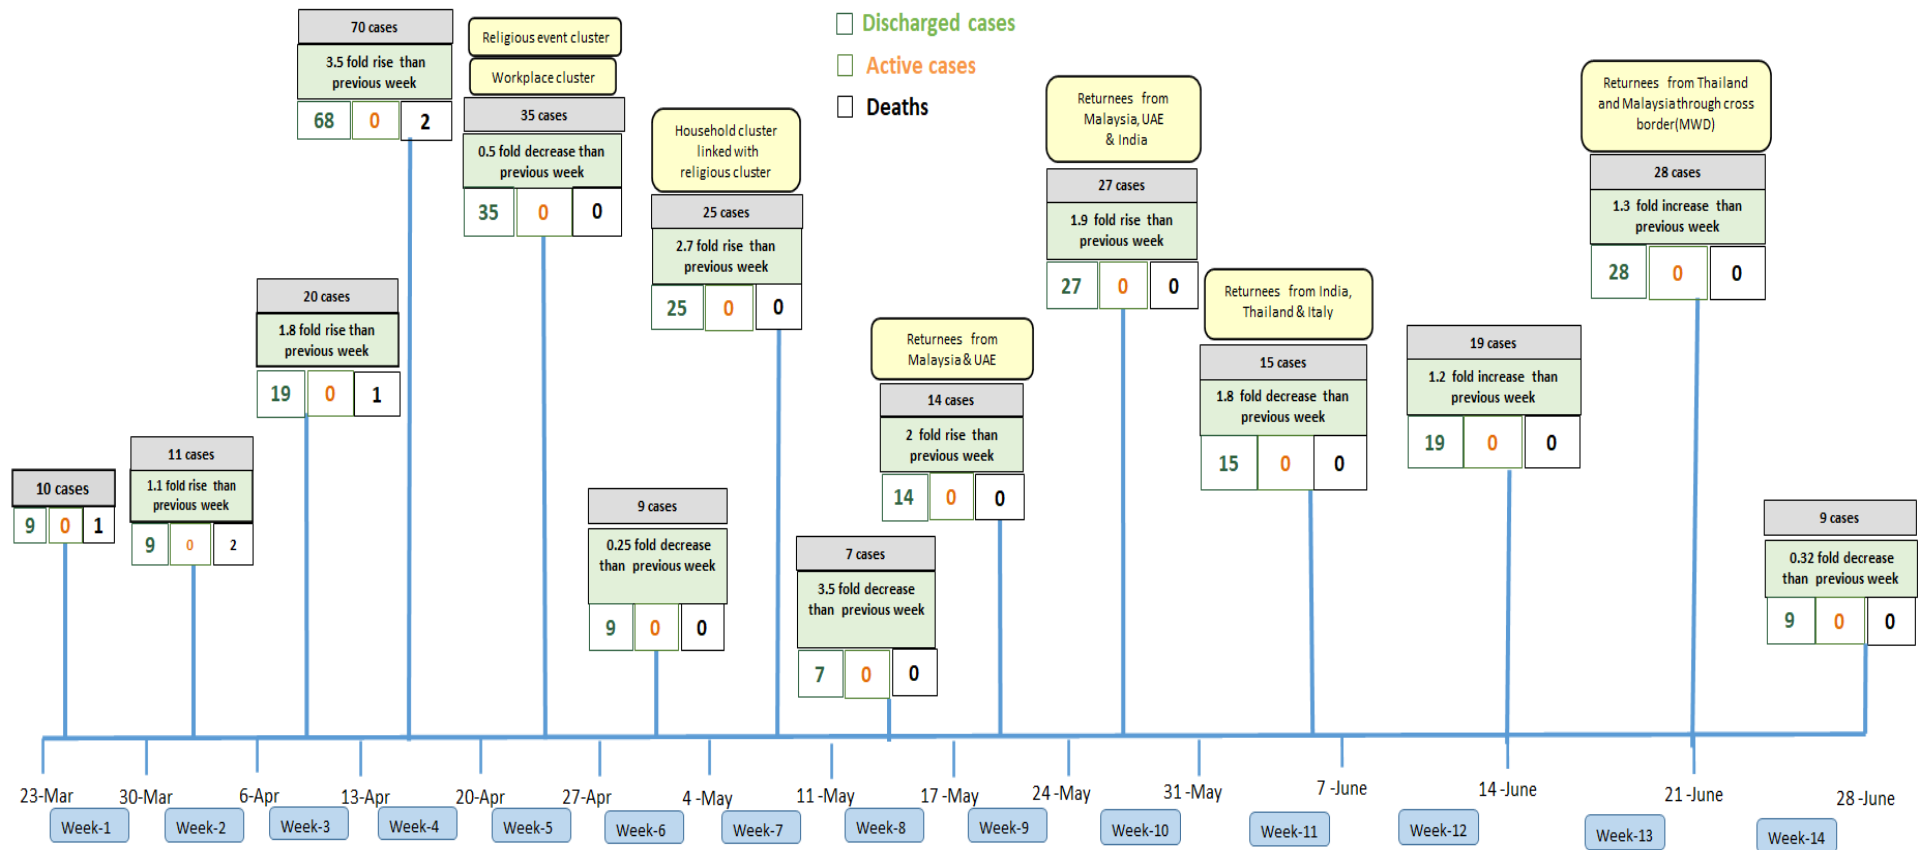 Discharged cases
Active cases
Deaths
10 cases
9 0 1
11 cases
1.1 fold rise than
previous week
9 0 2
20 cases
1.8 fold rise than
previous week
19 0 1
70 cases
3.5 fold rise than
previous week
68 0 2
Religious event cluster
Workplace cluster
35 cases
0.5 fold decrease than
previous week
35 0 0
9 cases
0.25 fold decrease
than previous week
9 0 0
Household cluster
linked with
religious cluster
25 cases
2.7 fold rise than
previous week
25 0 0
7 cases
3.5 fold decrease
than previous week
7 0 0
Returnees from
Malaysia & UAE
14 cases
2 fold rise than
previous week
14 0 0
Returnees from
Malaysia, UAE
& India
27 cases
1.9 fold rise than
previous week
27 0 0
Returnees from India,
Thailand & Italy
15 cases
1.8 fold decrease than
previous week
15 0 0
19 cases
1.2 fold increase than
previous week
19 0 0
Returnees from Thailand
and Malaysia through cross
border(MWD)
28 cases
1.3 fold increase than
previous week
28 0 0
9 cases
0.32 fold decrease
than previous week
9 0 0
23-Mar 30-Mar 6-Apr 13-Apr 20-Apr 27-Apr 4 -May 11 -May 17 -May 24 -May 31-May 7 -June 14 -June 21 -June 28 -June
Week-1 Week-2 Week-3 Week-4 Week-5 Week-6 Week-7 Week-8 Week-9 Week-10 Week-11 Week-12 Week-13 Week-14